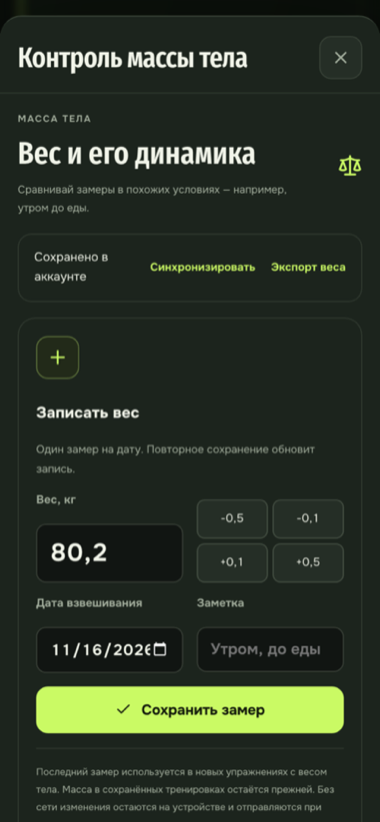 Контроль массы тела
МАССА ТЕЛА
Вес и его динамика
Сравнивай замеры в похожих условиях — например,
утром до еды.
Сохранено в
аккаунте
Синхронизировать
Экспорт веса
Записать вес
Один замер на дату. Повторное сохранение обновит
запись.
Вес, кг
80,2
-0,5
-0,1
+0,1
+0,5
Дата взвешивания
Заметка
11/16/2026
Утром, до еды
Сохранить замер
Последний замер используется в новых упражнениях с весом
тела. Масса в сохранённых тренировках остаётся прежней. Без
сети изменения остаются на устройстве и отправляются при